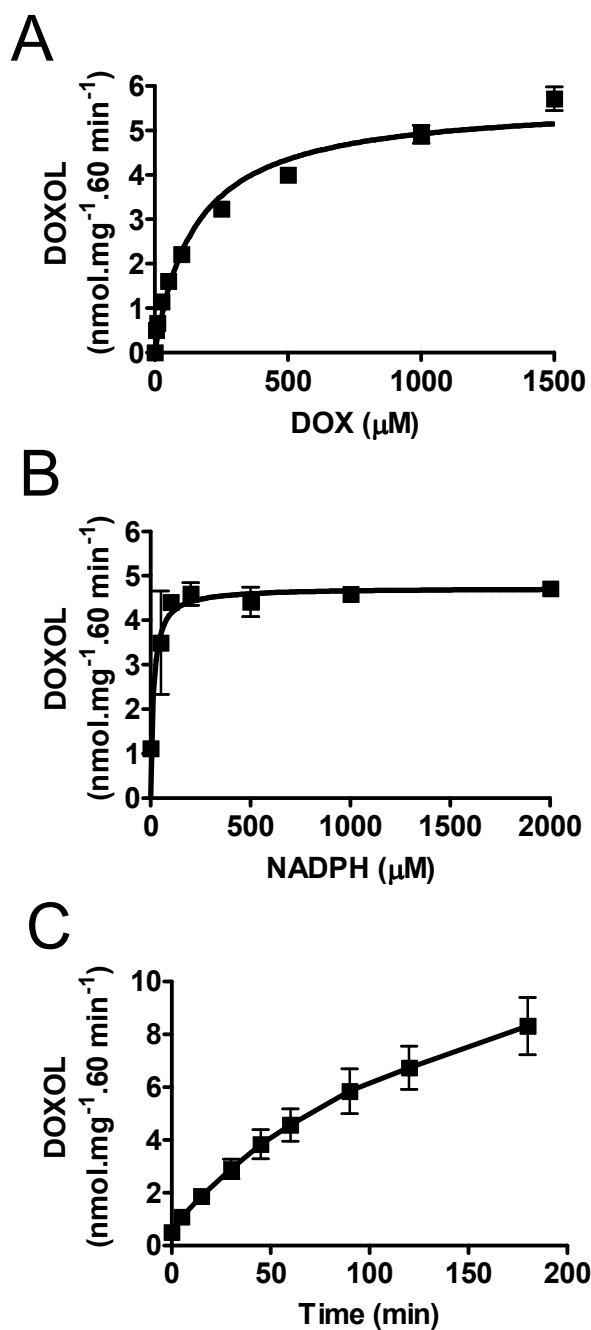 A
DOXOL
(nmol.mg⁻¹.60 min⁻¹)
6
5
4
3
2
1
0
0 500 1000 1500
DOX (μM)
B
DOXOL
(nmol.mg⁻¹.60 min⁻¹)
6
5
4
3
2
1
0
0 500 1000 1500 2000
NADPH (μM)
C
DOXOL
(nmol.mg⁻¹.60 min⁻¹)
10
8
6
4
2
0
0 50 100 150 200
Time (min)